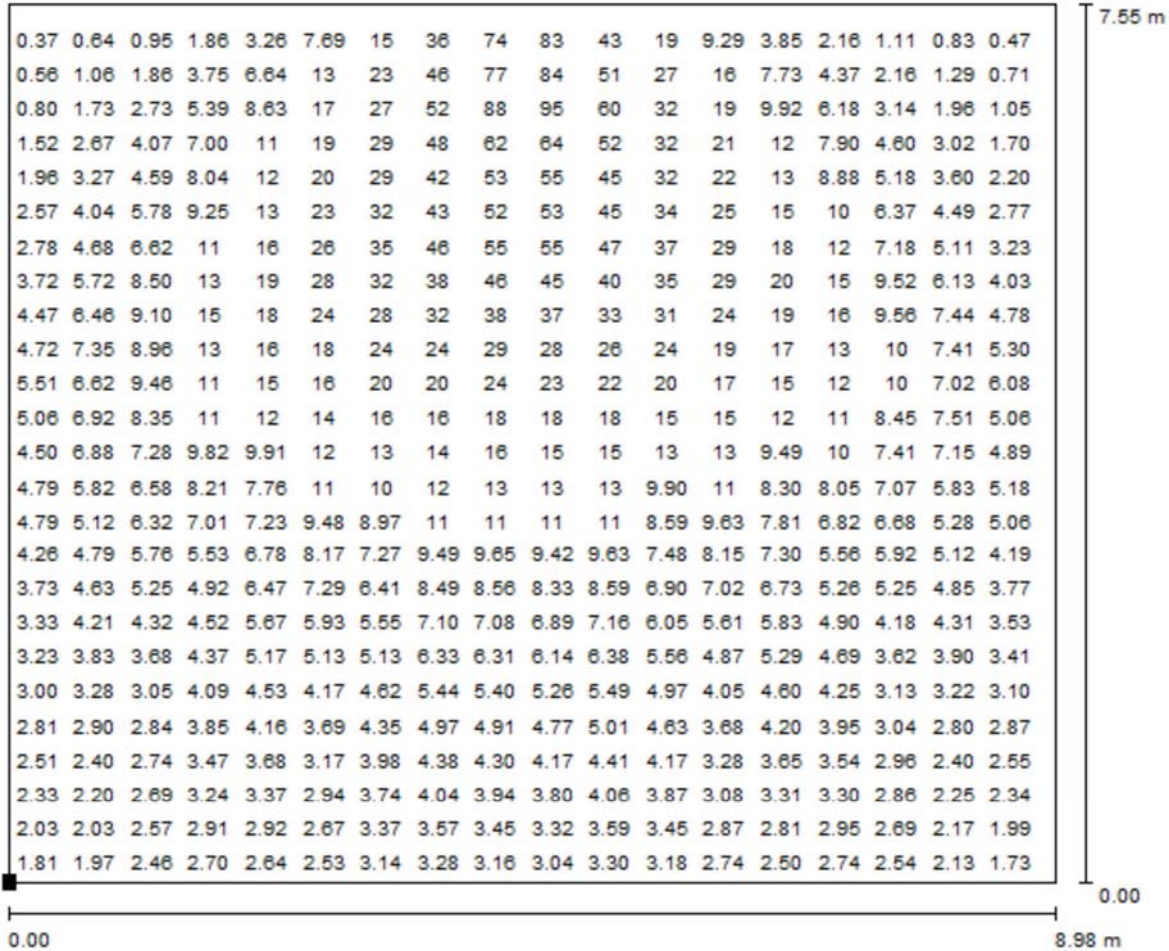 7.55 m
0.37 0.64 0.95 1.86 3.26 7.69 15 36 74 83 43 19 9.29 3.85 2.16 1.11 0.83 0.47
0.56 1.06 1.86 3.75 6.64 13 23 46 77 84 51 27 16 7.73 4.37 2.16 1.29 0.71
0.80 1.73 2.73 5.39 8.63 17 27 52 88 95 60 32 19 9.92 6.18 3.14 1.96 1.05
1.52 2.67 4.07 7.00 11 19 29 48 62 64 52 32 21 12 7.90 4.60 3.02 1.70
1.96 3.27 4.59 8.04 12 20 29 42 53 55 45 32 22 13 8.88 5.18 3.60 2.20
2.57 4.04 5.78 9.25 13 23 32 43 52 53 45 34 25 15 10 6.37 4.49 2.77
2.78 4.68 6.62 11 16 26 35 46 55 55 47 37 29 18 12 7.18 5.11 3.23
3.72 5.72 8.50 13 19 28 32 38 46 45 40 35 29 20 15 9.52 6.13 4.03
4.47 6.46 9.10 15 18 24 28 32 38 37 33 31 24 19 16 9.56 7.44 4.78
4.72 7.35 8.96 13 16 18 24 24 29 28 26 24 19 17 13 10 7.41 5.30
5.51 6.62 9.46 11 15 16 20 20 24 23 22 20 17 15 12 10 7.02 6.08
5.06 6.92 8.35 11 12 14 16 16 18 18 18 15 15 12 11 8.45 7.51 5.06
4.50 6.88 7.28 9.82 9.91 12 13 14 16 15 15 13 13 9.49 10 7.41 7.15 4.89
4.79 5.82 6.58 8.21 7.76 11 10 12 13 13 13 9.90 11 8.30 8.05 7.07 5.83 5.18
4.79 5.12 6.32 7.01 7.23 9.48 8.97 11 11 11 11 8.59 9.63 7.81 6.82 6.68 5.28 5.06
4.26 4.79 5.76 5.53 6.78 8.17 7.27 9.49 9.65 9.42 9.63 7.48 8.15 7.30 5.56 5.92 5.12 4.19
3.73 4.63 5.25 4.92 6.47 7.29 6.41 8.49 8.56 8.33 8.59 6.90 7.02 6.73 5.26 5.25 4.85 3.77
3.33 4.21 4.32 4.52 5.67 5.93 5.55 7.10 7.08 6.89 7.16 6.05 5.61 5.83 4.90 4.18 4.31 3.53
3.23 3.83 3.68 4.37 5.17 5.13 5.13 6.33 6.31 6.14 6.38 5.56 4.87 5.29 4.69 3.62 3.90 3.41
3.00 3.28 3.05 4.09 4.53 4.17 4.62 5.44 5.40 5.26 5.49 4.97 4.05 4.60 4.25 3.13 3.22 3.10
2.81 2.90 2.84 3.85 4.16 3.69 4.35 4.97 4.91 4.77 5.01 4.63 3.68 4.20 3.95 3.04 2.80 2.87
2.51 2.40 2.74 3.47 3.68 3.17 3.98 4.38 4.30 4.17 4.41 4.17 3.28 3.65 3.54 2.96 2.40 2.55
2.33 2.20 2.69 3.24 3.37 2.94 3.74 4.04 3.94 3.80 4.06 3.87 3.08 3.31 3.30 2.86 2.25 2.34
2.03 2.03 2.57 2.91 2.92 2.67 3.37 3.57 3.45 3.32 3.59 3.45 2.87 2.81 2.95 2.69 2.17 1.99
1.81 1.97 2.46 2.70 2.64 2.53 3.14 3.28 3.16 3.04 3.30 3.18 2.74 2.50 2.74 2.54 2.13 1.73
0.00
0.00 8.98 m